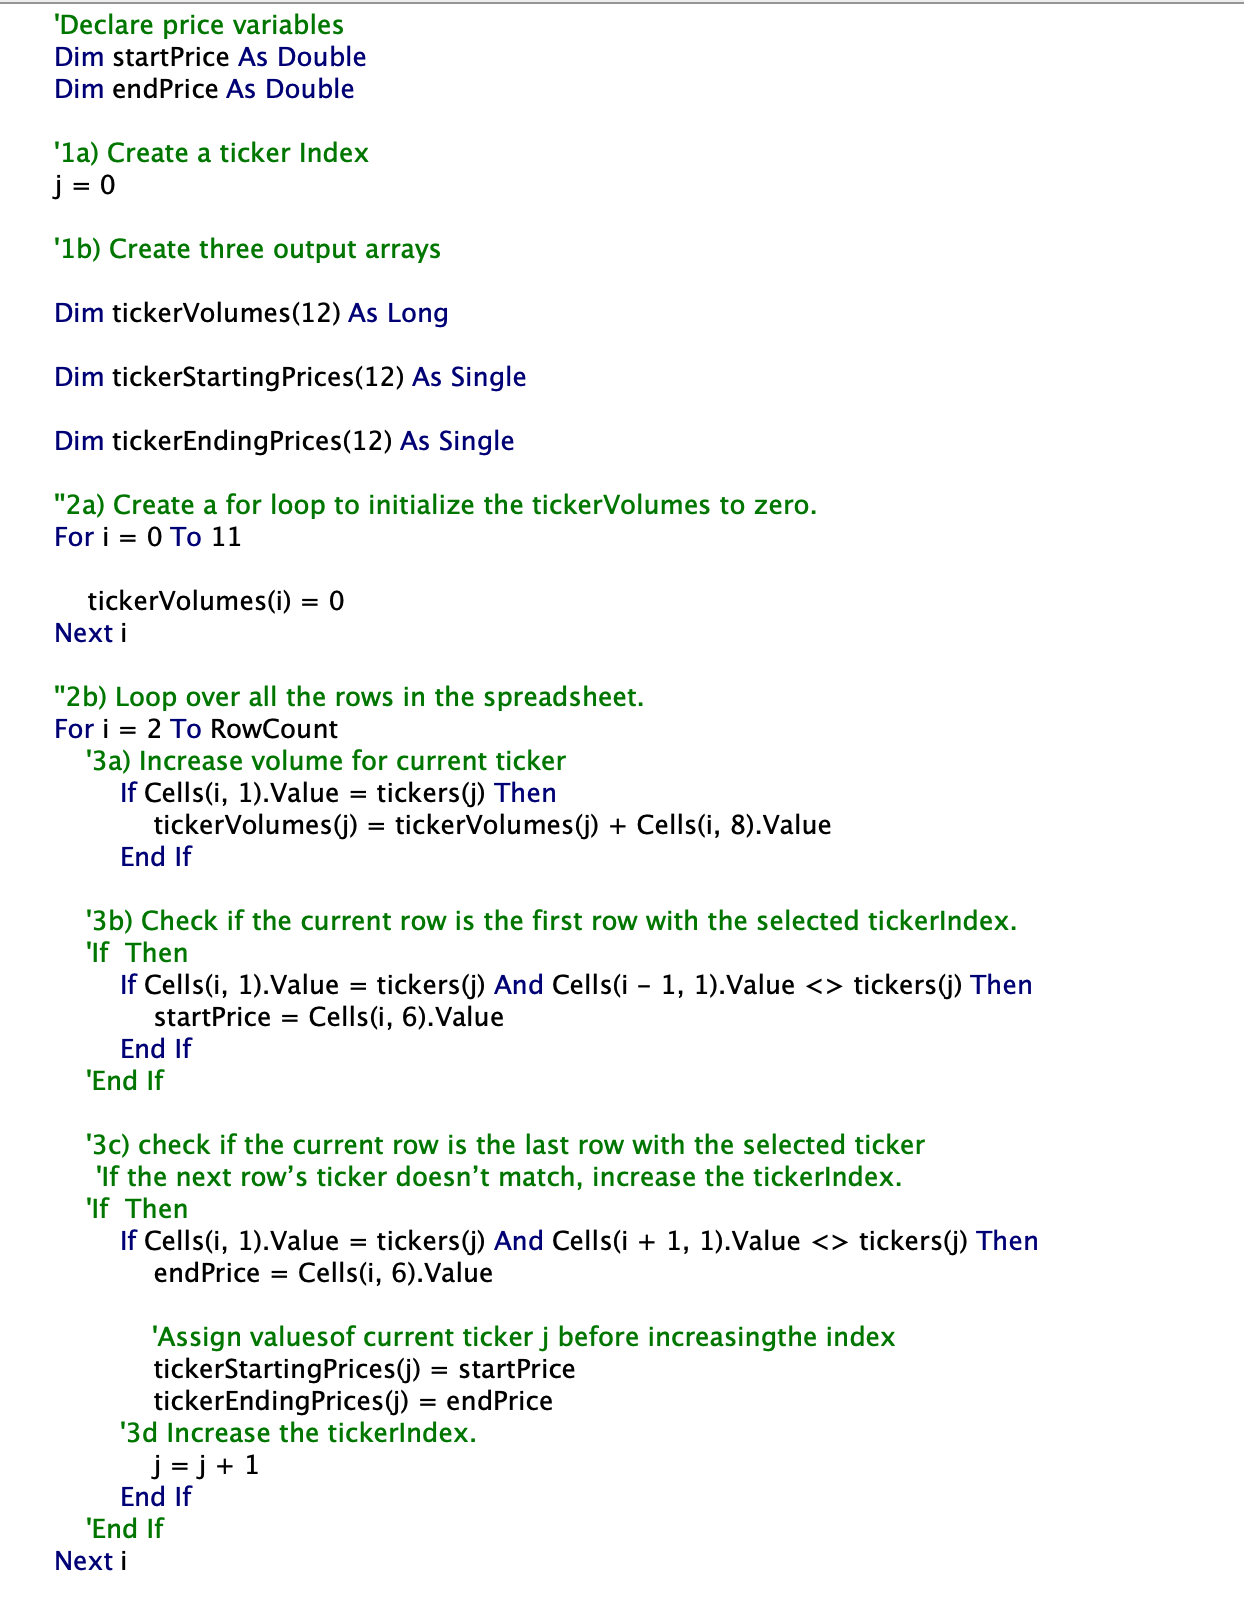 'Declare price variables
Dim startPrice As Double
Dim endPrice As Double
'1a) Create a ticker Index
j = 0
'1b) Create three output arrays
Dim tickerVolumes(12) As Long
Dim tickerStartingPrices(12) As Single
Dim tickerEndingPrices(12) As Single
''2a) Create a for loop to initialize the tickerVolumes to zero.
For i = 0 To 11
tickerVolumes(i) = 0
Next i
''2b) Loop over all the rows in the spreadsheet.
For i = 2 To RowCount
'3a) Increase volume for current ticker
If Cells(i, 1).Value = tickers(j) Then
tickerVolumes(j) = tickerVolumes(j) + Cells(i, 8).Value
End If
'3b) Check if the current row is the first row with the selected tickerIndex.
'If  Then
If Cells(i, 1).Value = tickers(j) And Cells(i - 1, 1).Value <> tickers(j) Then
startPrice = Cells(i, 6).Value
End If
'End If
'3c) check if the current row is the last row with the selected ticker
'If the next row’s ticker doesn’t match, increase the tickerIndex.
'If  Then
If Cells(i, 1).Value = tickers(j) And Cells(i + 1, 1).Value <> tickers(j) Then
endPrice = Cells(i, 6).Value
'Assign valuesof current ticker j before increasingthe index
tickerStartingPrices(j) = startPrice
tickerEndingPrices(j) = endPrice
'3d Increase the tickerIndex.
j = j + 1
End If
'End If
Next i